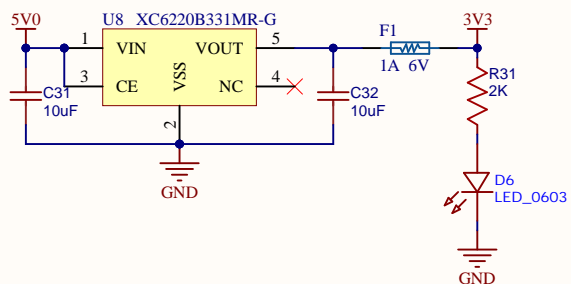 5V0
U8 XC6220B331MR-G
F1
3V3
1
VIN
VOUT
5
1A 6V
3
CE
VSS
NC
4
C31
10uF
C32
10uF
R31
2K
2
GND
D6
LED_0603
GND